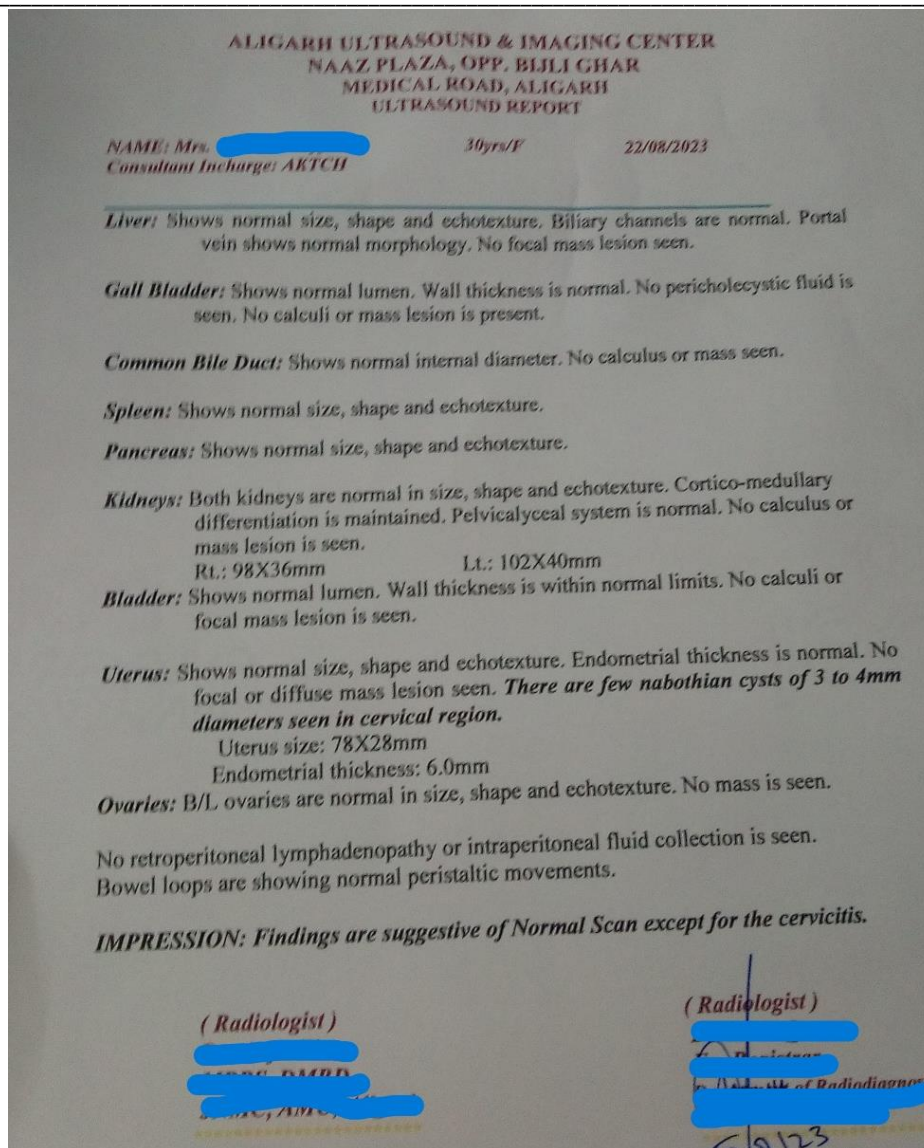 ALIGARH ULTRASOUND & IMAGING CENTER
NAAZ PLAZA, OPP. BIJLI GHAR
MEDICAL ROAD, ALIGARH
ULTRASOUND REPORT
NAME: Mrs. 30yrs/F 22/08/2023
Consultant Incharge: AKTCH
Liver: Shows normal size, shape and echotexture. Biliary channels are normal. Portal
vein shows normal morphology. No focal mass lesion seen.
Gall Bladder: Shows normal lumen. Wall thickness is normal. No pericholecystic fluid is
seen. No calculi or mass lesion is present.
Common Bile Duct: Shows normal internal diameter. No calculus or mass seen.
Spleen: Shows normal size, shape and echotexture.
Pancreas: Shows normal size, shape and echotexture.
Kidneys: Both kidneys are normal in size, shape and echotexture. Cortico-medullary
differentiation is maintained. Pelvicalyceal system is normal. No calculus or
mass lesion is seen.
Rt.: 98X36mm Lt.: 102X40mm
Bladder: Shows normal lumen. Wall thickness is within normal limits. No calculi or
focal mass lesion is seen.
Uterus: Shows normal size, shape and echotexture. Endometrial thickness is normal. No
focal or diffuse mass lesion seen. There are few nabothian cysts of 3 to 4mm
diameters seen in cervical region.
Uterus size: 78X28mm
Endometrial thickness: 6.0mm
Ovaries: B/L ovaries are normal in size, shape and echotexture. No mass is seen.
No retroperitoneal lymphadenopathy or intraperitoneal fluid collection is seen.
Bowel loops are showing normal peristaltic movements.
IMPRESSION: Findings are suggestive of Normal Scan except for the cervicitis.
( Radiologist ) ( Radiologist )